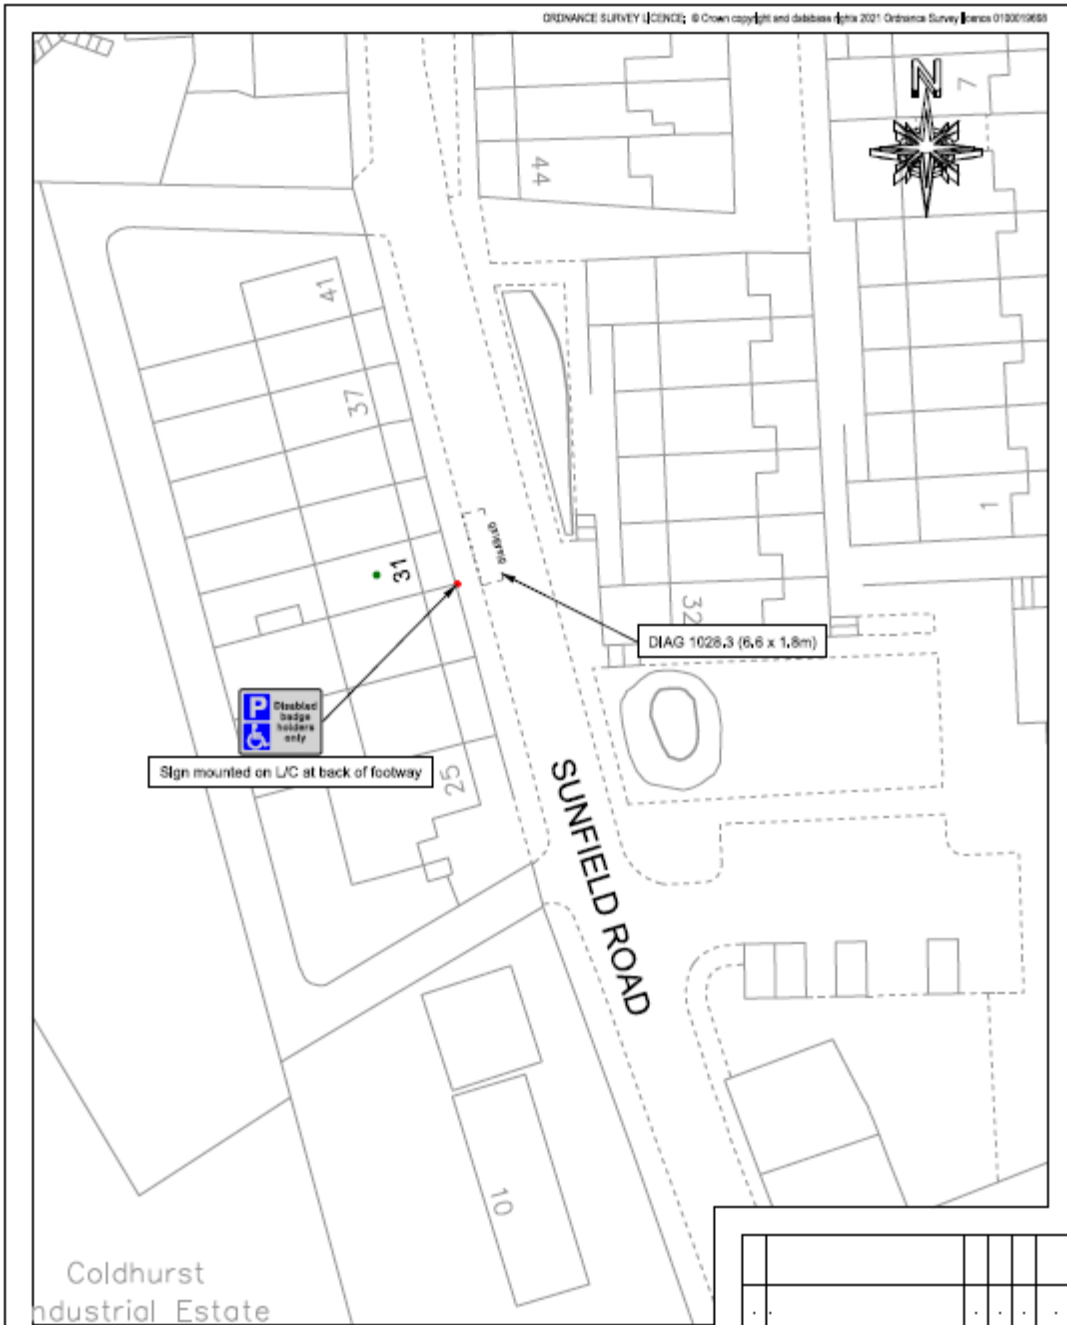 ORDNANCE SURVEY LICENCE; © Crown copyright and database rights 2021 Ordnance Survey licence 0100019668
N
7
44
41
37
DISABLED
31
1
32
DIAG 1028.3 (6.6 x 1.8m)
P Disabled
badge
holders
only
Sign mounted on L/C at back of footway
25
SUNFIELD ROAD
10
Coldhurst
ndustrial Estate